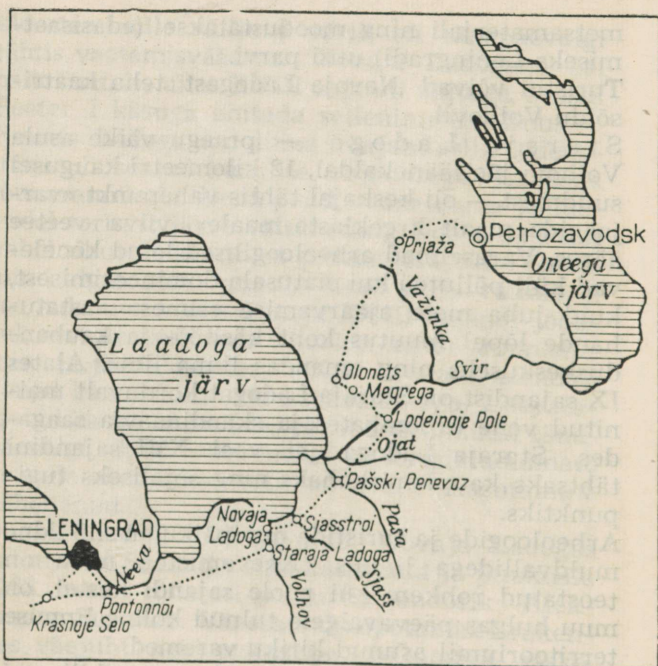 Petrozavodsk
Prjaža
Oneega
järv
Važinka
Laadoga
järv
Olonets
Megrega
Svir
Lodeinoje Pole
Ojat
Pašski Perevoz
Novaja
Ladoga
Sjasstroi
Paša
LENINGRAD
Staraja Ladoga
Sjass
Neeva
Pontonnõi
Volhov
Krasnoje Selo